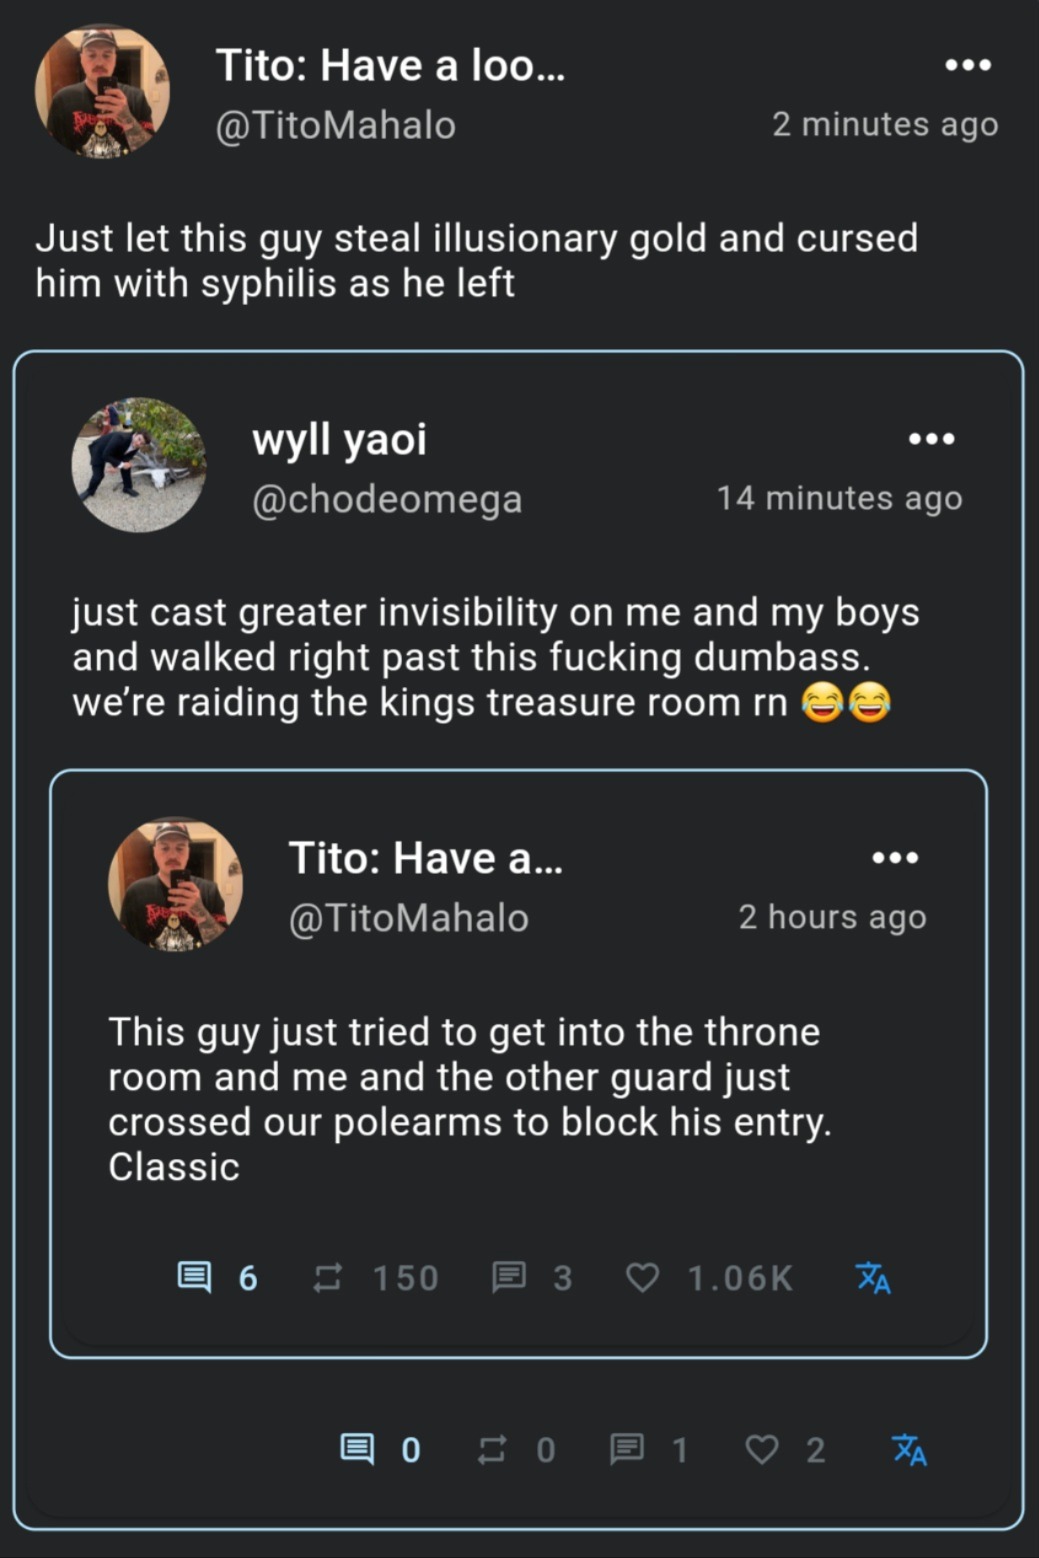 Tito: Have a loo...
@TitoMahalo
2 minutes ago
Just let this guy steal illusionary gold and cursed
him with syphilis as he left
wyll yaoi
@chodeomega
14 minutes ago
just cast greater invisibility on me and my boys
and walked right past this fucking dumbass.
we’re raiding the kings treasure room rn 😂😂
Tito: Have a...
@TitoMahalo
2 hours ago
This guy just tried to get into the throne
room and me and the other guard just
crossed our polearms to block his entry.
Classic
6 150 3 1.06K
0 0 1 2